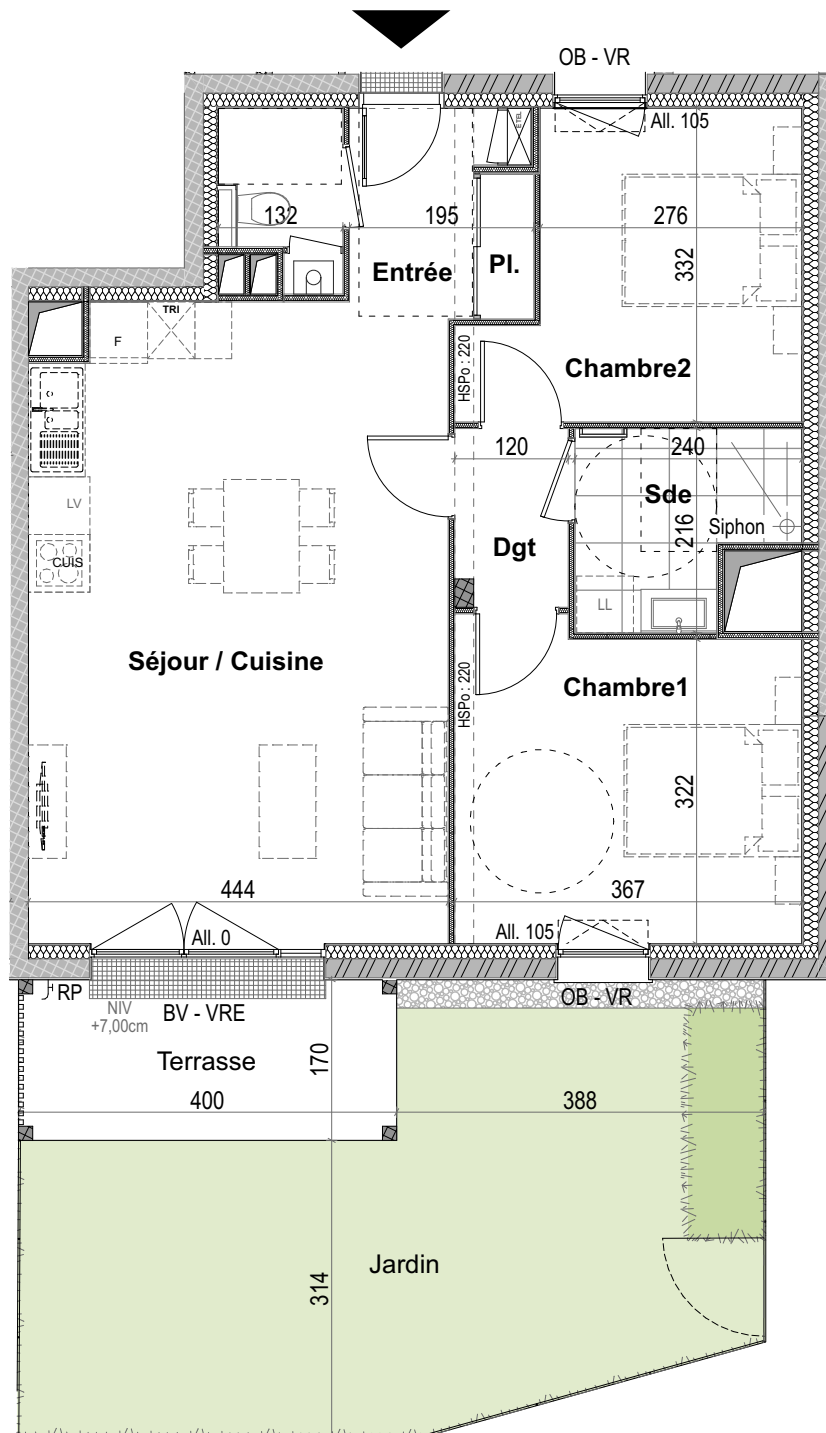 OB - VR
All. 105
ETEL
132
195
276
Entrée
Pl.
332
TRI
F
HSPo : 220
Chambre2
120
240
LV
Sde
216
Siphon
Dgt
CUIS
LL
Séjour / Cuisine
HSPo : 220
Chambre1
322
444
367
All. 0
All. 105
RP
NIV
+7,00cm
BV - VRE
OB - VR
Terrasse
170
400
388
Jardin
314